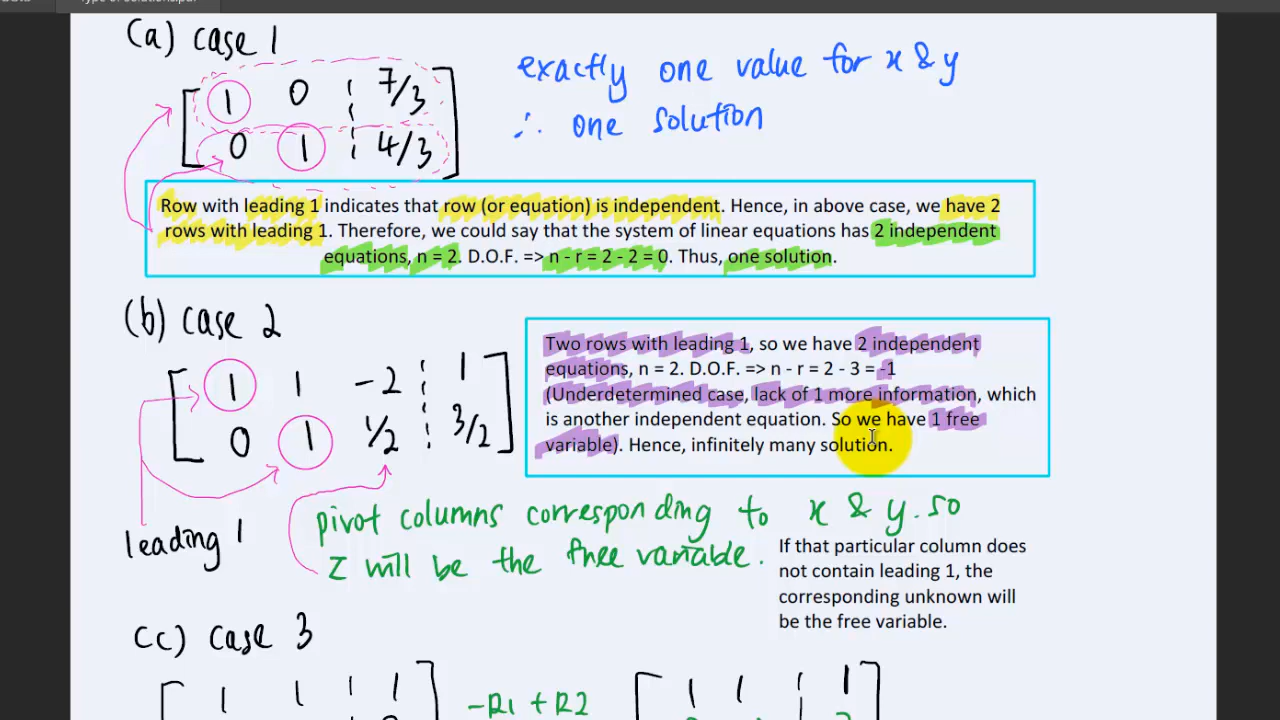 (a) case 1
exactly one value for x & y
∴ one solution
1 0 7/3
0 1 4/3
Row with leading 1 indicates that row (or equation) is independent. Hence, in above case, we have 2
rows with leading 1. Therefore, we could say that the system of linear equations has 2 independent
equations, n = 2. D.O.F. => n - r = 2 - 2 = 0. Thus, one solution.
(b) case 2
1 1 -2 1
0 1 1/2 3/2
Two rows with leading 1, so we have 2 independent
equations, n = 2. D.O.F. => n - r = 2 - 3 = -1
(Underdetermined case, lack of 1 more information, which
is another independent equation. So we have 1 free
variable). Hence, infinitely many solution.
leading 1
pivot columns corresponding to x & y. so
z will be the free variable.
If that particular column does
not contain leading 1, the
corresponding unknown will
be the free variable.
(c) case 3
1 1 1
-R1 + R2
1 1 1